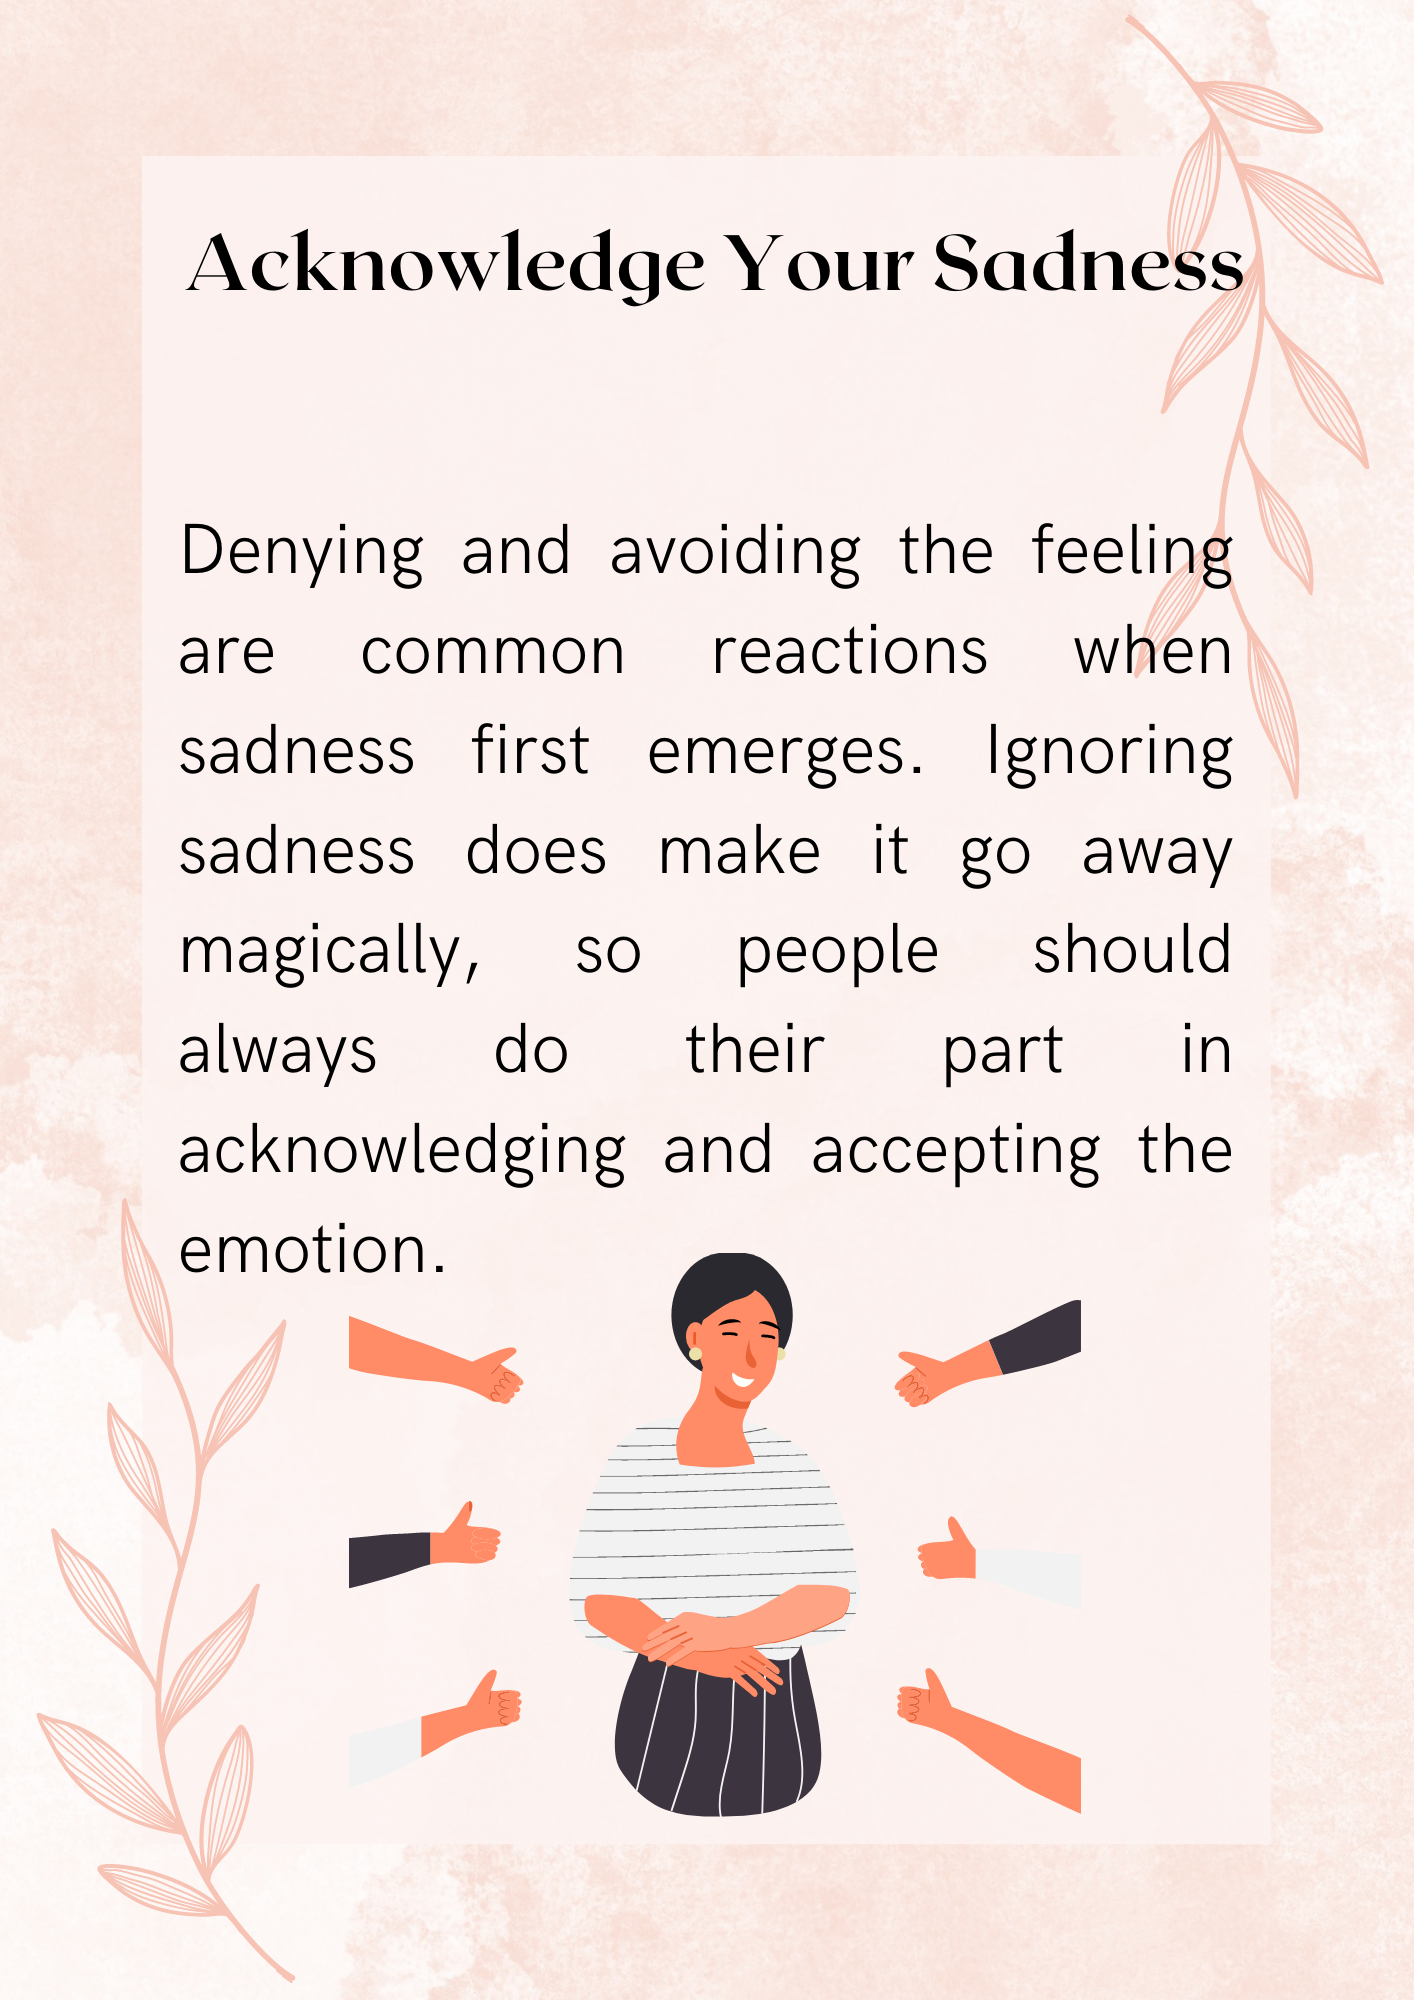 Acknowledge Your Sadness
Denying and avoiding the feeling
are common reactions when
sadness first emerges. Ignoring
sadness does make it go away
magically, so people should
always do their part in
acknowledging and accepting the
emotion.